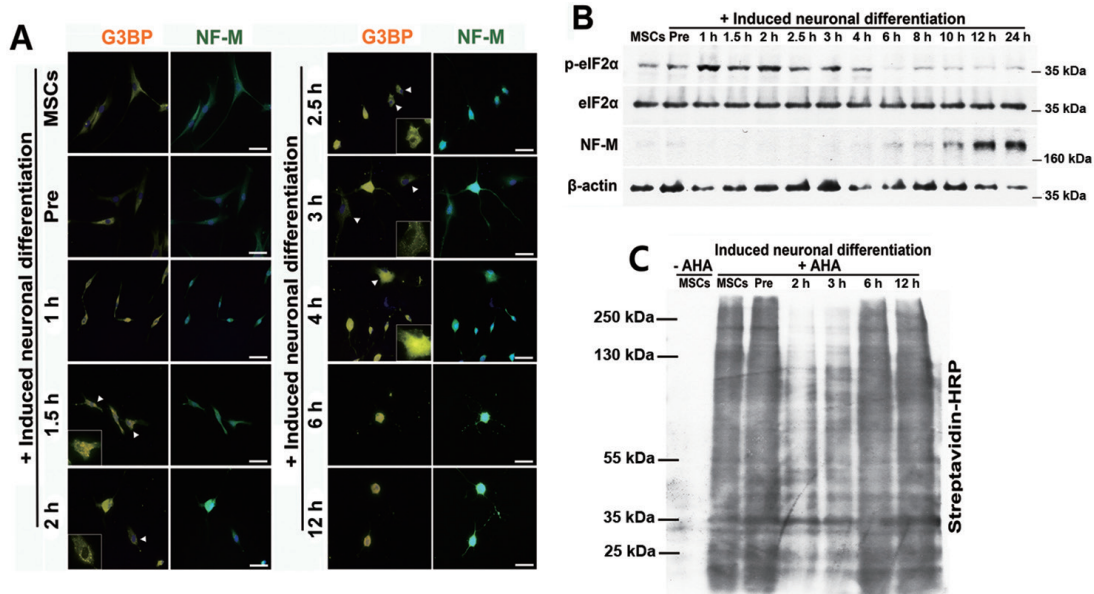 A
G3BP NF-M
+ Induced neuronal differentiation
MSCs
Pre
1 h
1.5 h
2 h
G3BP NF-M
+ Induced neuronal differentiation
2.5 h
3 h
4 h
6 h
12 h
B
+ Induced neuronal differentiation
MSCs Pre 1 h 1.5 h 2 h 2.5 h 3 h 4 h 6 h 8 h 10 h 12 h 24 h
p-eIF2α
35 kDa
eIF2α
35 kDa
NF-M
160 kDa
β-actin
35 kDa
C
Induced neuronal differentiation
- AHA + AHA
MSCs MSCs Pre 2 h 3 h 6 h 12 h
250 kDa
130 kDa
55 kDa
35 kDa
25 kDa
Streptavidin-HRP